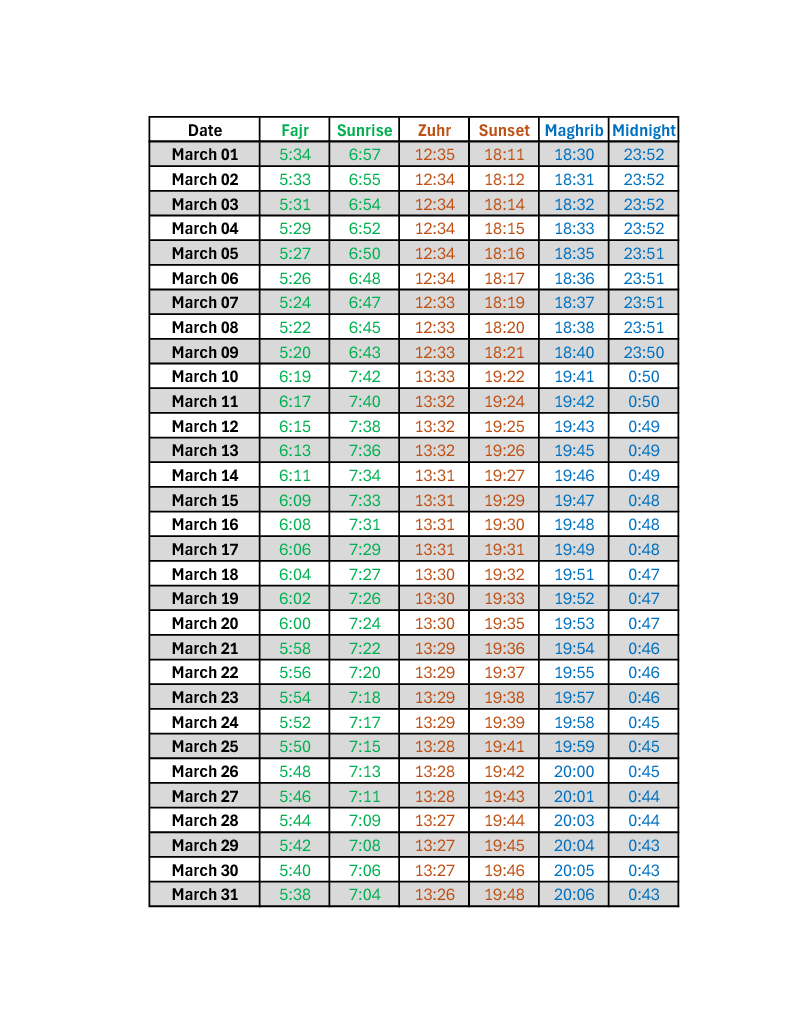 Date Fajr Sunrise Zuhr Sunset Maghrib Midnight
March 01 5:34 6:57 12:35 18:11 18:30 23:52
March 02 5:33 6:55 12:34 18:12 18:31 23:52
March 03 5:31 6:54 12:34 18:14 18:32 23:52
March 04 5:29 6:52 12:34 18:15 18:33 23:52
March 05 5:27 6:50 12:34 18:16 18:35 23:51
March 06 5:26 6:48 12:34 18:17 18:36 23:51
March 07 5:24 6:47 12:33 18:19 18:37 23:51
March 08 5:22 6:45 12:33 18:20 18:38 23:51
March 09 5:20 6:43 12:33 18:21 18:40 23:50
March 10 6:19 7:42 13:33 19:22 19:41 0:50
March 11 6:17 7:40 13:32 19:24 19:42 0:50
March 12 6:15 7:38 13:32 19:25 19:43 0:49
March 13 6:13 7:36 13:32 19:26 19:45 0:49
March 14 6:11 7:34 13:31 19:27 19:46 0:49
March 15 6:09 7:33 13:31 19:29 19:47 0:48
March 16 6:08 7:31 13:31 19:30 19:48 0:48
March 17 6:06 7:29 13:31 19:31 19:49 0:48
March 18 6:04 7:27 13:30 19:32 19:51 0:47
March 19 6:02 7:26 13:30 19:33 19:52 0:47
March 20 6:00 7:24 13:30 19:35 19:53 0:47
March 21 5:58 7:22 13:29 19:36 19:54 0:46
March 22 5:56 7:20 13:29 19:37 19:55 0:46
March 23 5:54 7:18 13:29 19:38 19:57 0:46
March 24 5:52 7:17 13:29 19:39 19:58 0:45
March 25 5:50 7:15 13:28 19:41 19:59 0:45
March 26 5:48 7:13 13:28 19:42 20:00 0:45
March 27 5:46 7:11 13:28 19:43 20:01 0:44
March 28 5:44 7:09 13:27 19:44 20:03 0:44
March 29 5:42 7:08 13:27 19:45 20:04 0:43
March 30 5:40 7:06 13:27 19:46 20:05 0:43
March 31 5:38 7:04 13:26 19:48 20:06 0:43